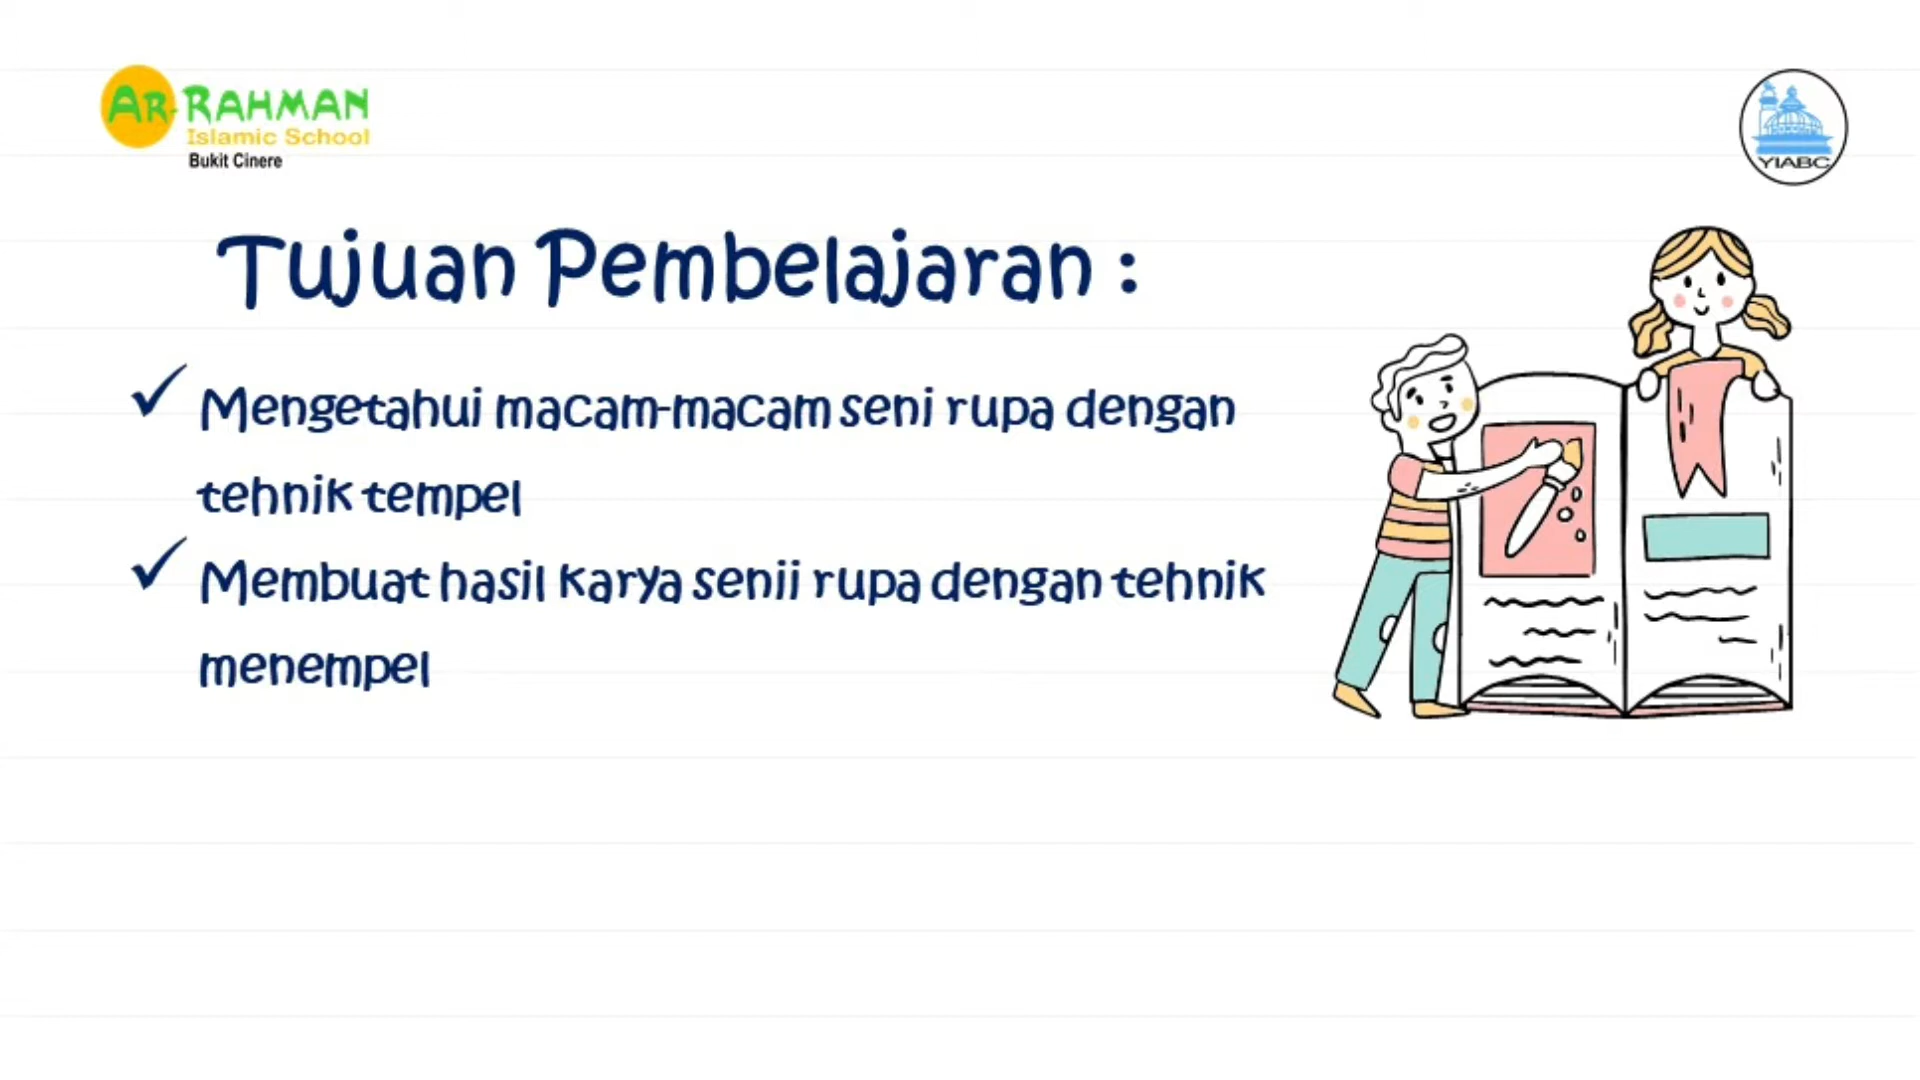 AR-RAHMAN
Islamic School
Bukit Cinere
YIABC
Tujuan Pembelajaran :
✓ Mengetahui macam-macam seni rupa dengan
tehnik tempel
✓ Membuat hasil karya senii rupa dengan tehnik
menempel